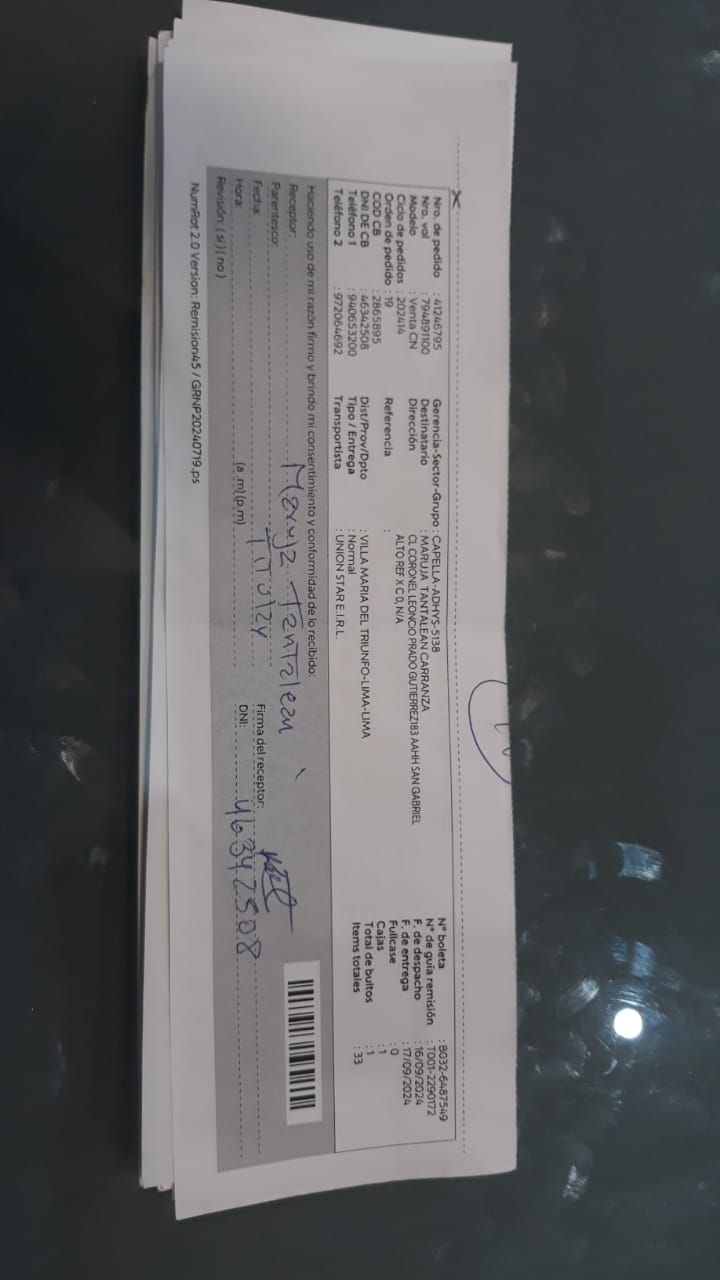 Nro. de pedido : 41246795
Nro. vol : 794891100
Modelo : Venta CN
Ciclo de pedidos : 202414
Orden de pedido : 19
COD CB : 2865895
DNI DE CB : 46342508
Teléfono 1 : 940653200
Teléfono 2 : 972064692
Gerencia-Sector-Grupo : CAPELLA-ADHYS-5138
Destinatario : MARUJA TANTALEAN CARRANZA
Dirección CL CORONEL LEONCIO PRADO GUTIERREZ183 AAHH SAN GABRIEL
ALTO REF X C 0, N/A
Referencia :
Dist/Prov/Dpto : VILLA MARIA DEL TRIUNFO-LIMA-LIMA
Tipo / Entrega : Normal
Transportista : UNION STAR E.I.R.L.
N° boleta : B032-6487549
N° de guía remisión : T001-2290172
F. de despacho : 16/09/2024
F. de entrega : 17/09/2024
Fullcase : 0
Cajas : 1
Total de bultos : 1
Items totales : 33
Haciendo uso de mi razón firmo y brindo mi consentimiento y conformidad de lo recibido:
Receptor: Maruja Tantalean
Parentesco:
Fecha: Firma del receptor:
Hora: (a.m)(p.m) DNI: 46342508
Revisión: (si) (no)
NumRot 2.0 Version: Remision45 / GRNP20240719.ps